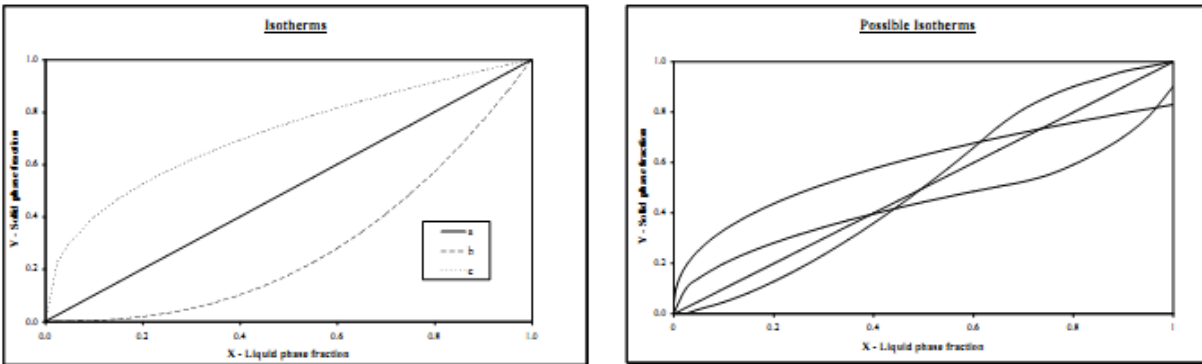 Isotherms
1.0
0.8
0.6
0.4
0.2
0.0
Y - Solid phase fraction
0.0 0.2 0.4 0.6 0.8 1.0
X - Liquid phase fraction
a
b
c
Possible Isotherms
1.0
0.8
0.6
0.4
0.2
0.0
Y - Solid phase fraction
0 0.2 0.4 0.6 0.8 1
X - Liquid phase fraction